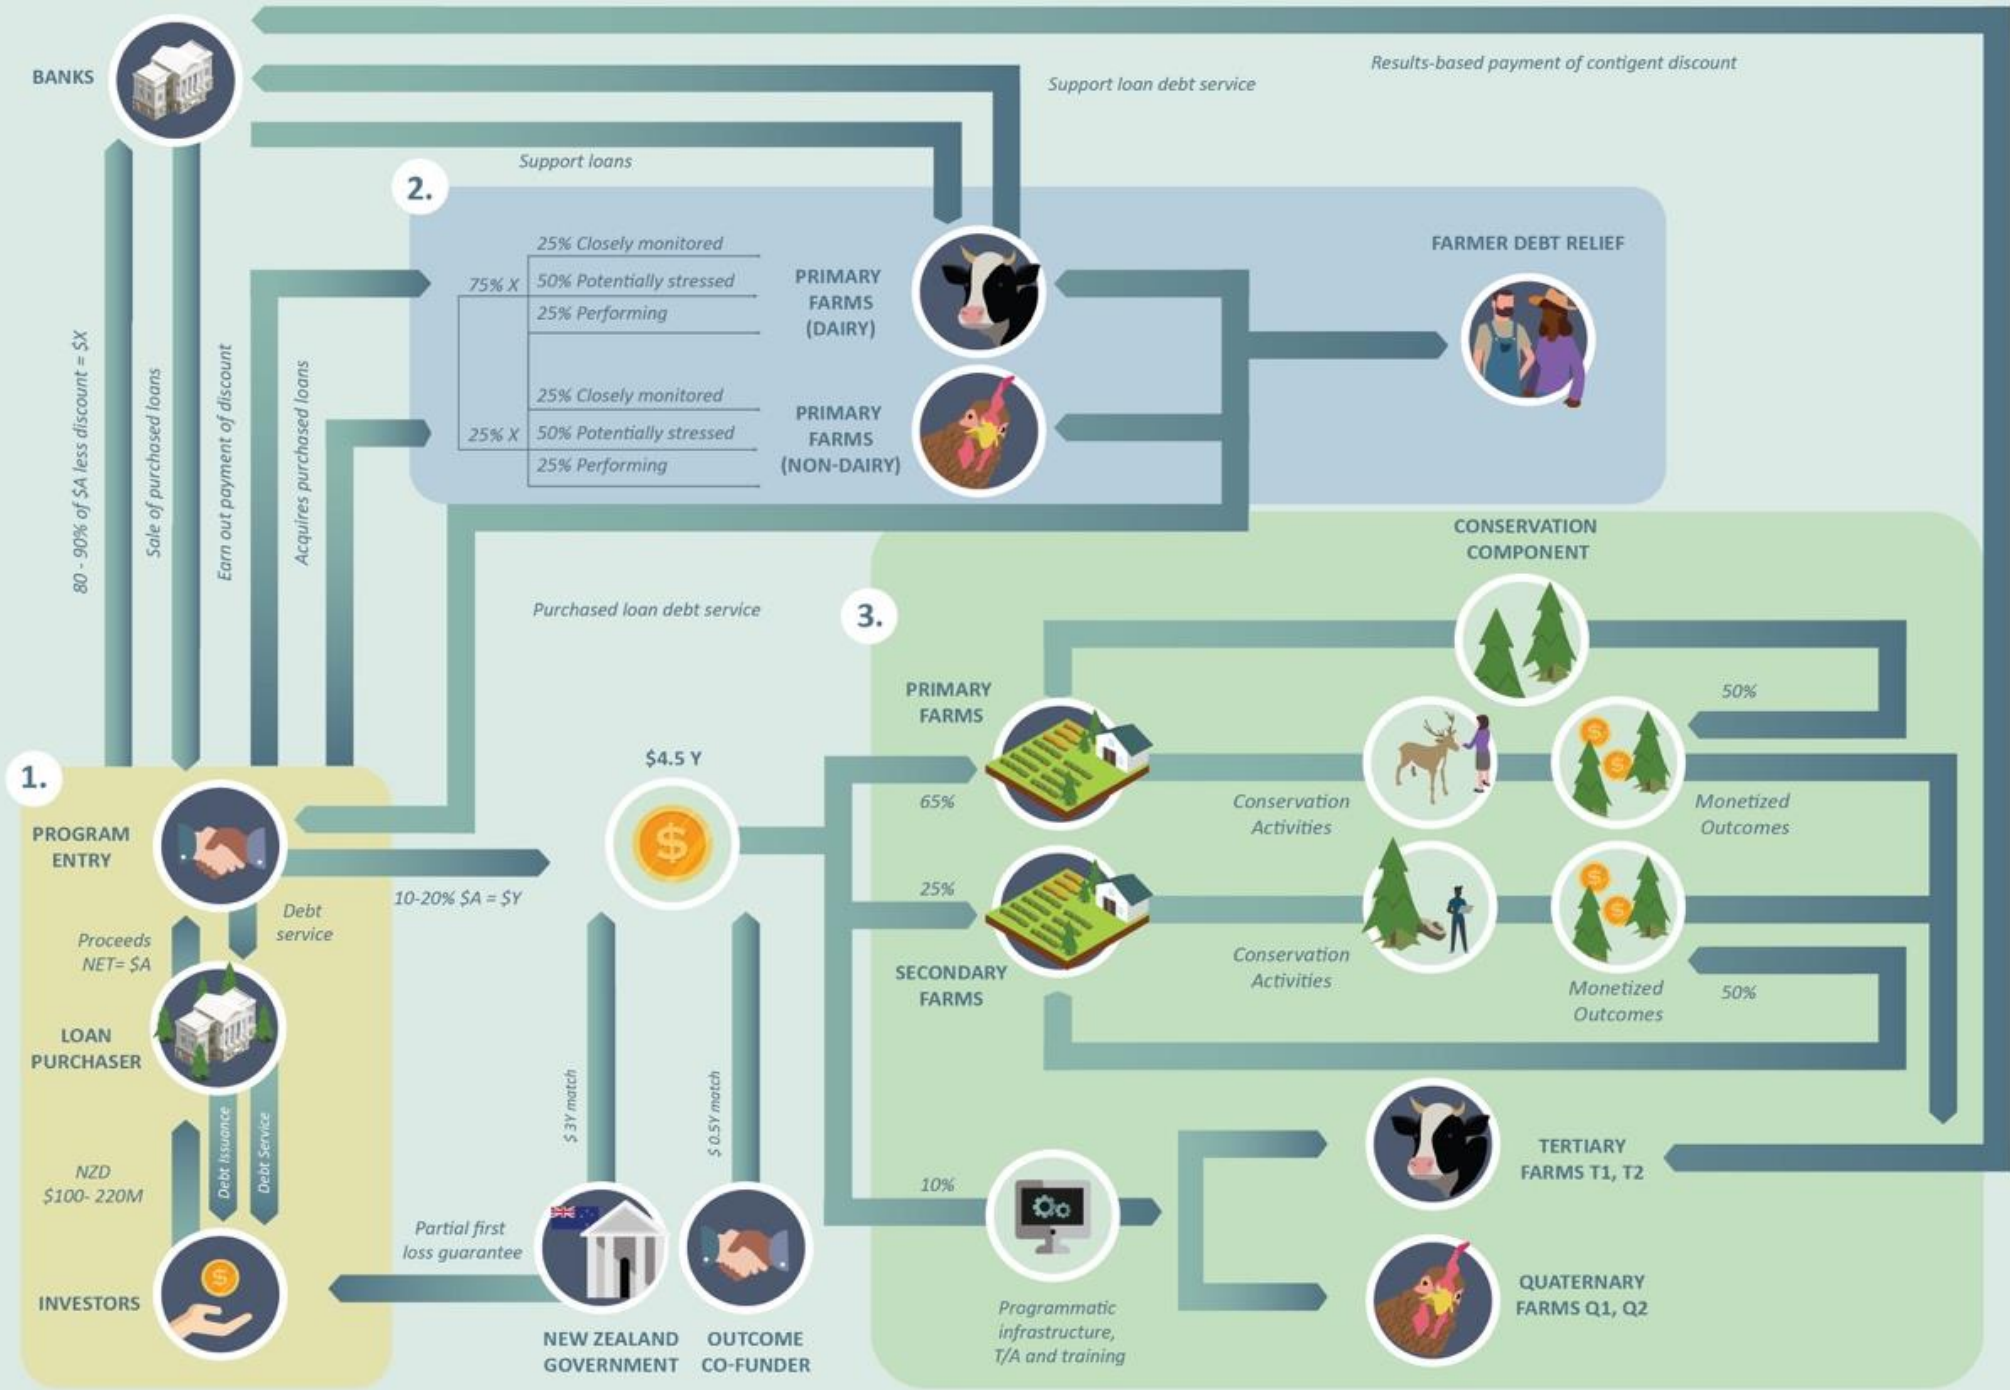 BANKS
Results-based payment of contigent discount
Support loan debt service
Support loans
2.
25% Closely monitored
75% X
50% Potentially stressed
25% Performing
PRIMARY
FARMS
(DAIRY)
FARMER DEBT RELIEF
25% Closely monitored
25% X
50% Potentially stressed
25% Performing
PRIMARY
FARMS
(NON-DAIRY)
80 - 90% of $A less discount = $X
Sale of purchased loans
Earn out payment of discount
Acquires purchased loans
CONSERVATION
COMPONENT
Purchased loan debt service
3.
PRIMARY
FARMS
50%
1.
PROGRAM
ENTRY
$4.5 Y
$
65%
Conservation
Activities
$
$
Monetized
Outcomes
10-20% $A = $Y
Debt
service
Proceeds
NET= $A
25%
SECONDARY
FARMS
Conservation
Activities
$
$
Monetized
Outcomes
50%
LOAN
PURCHASER
Debt Issuance
Debt Service
NZD
$100- 220M
$ 3Y match
$ 0.5Y match
10%
TERTIARY
FARMS T1, T2
Partial first
loss guarantee
$
INVESTORS
NEW ZEALAND
GOVERNMENT
OUTCOME
CO-FUNDER
Programmatic
infrastructure,
T/A and training
QUATERNARY
FARMS Q1, Q2